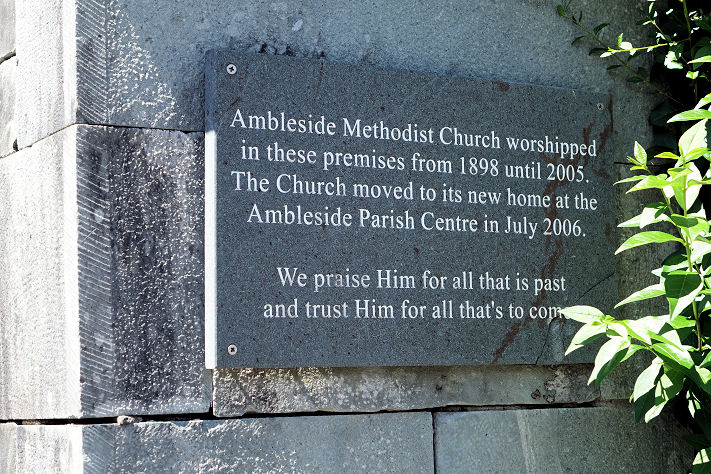 Ambleside Methodist Church worshipped
in these premises from 1898 until 2005.
The Church moved to its new home at the
Ambleside Parish Centre in July 2006.
We praise Him for all that is past
and trust Him for all that's to come